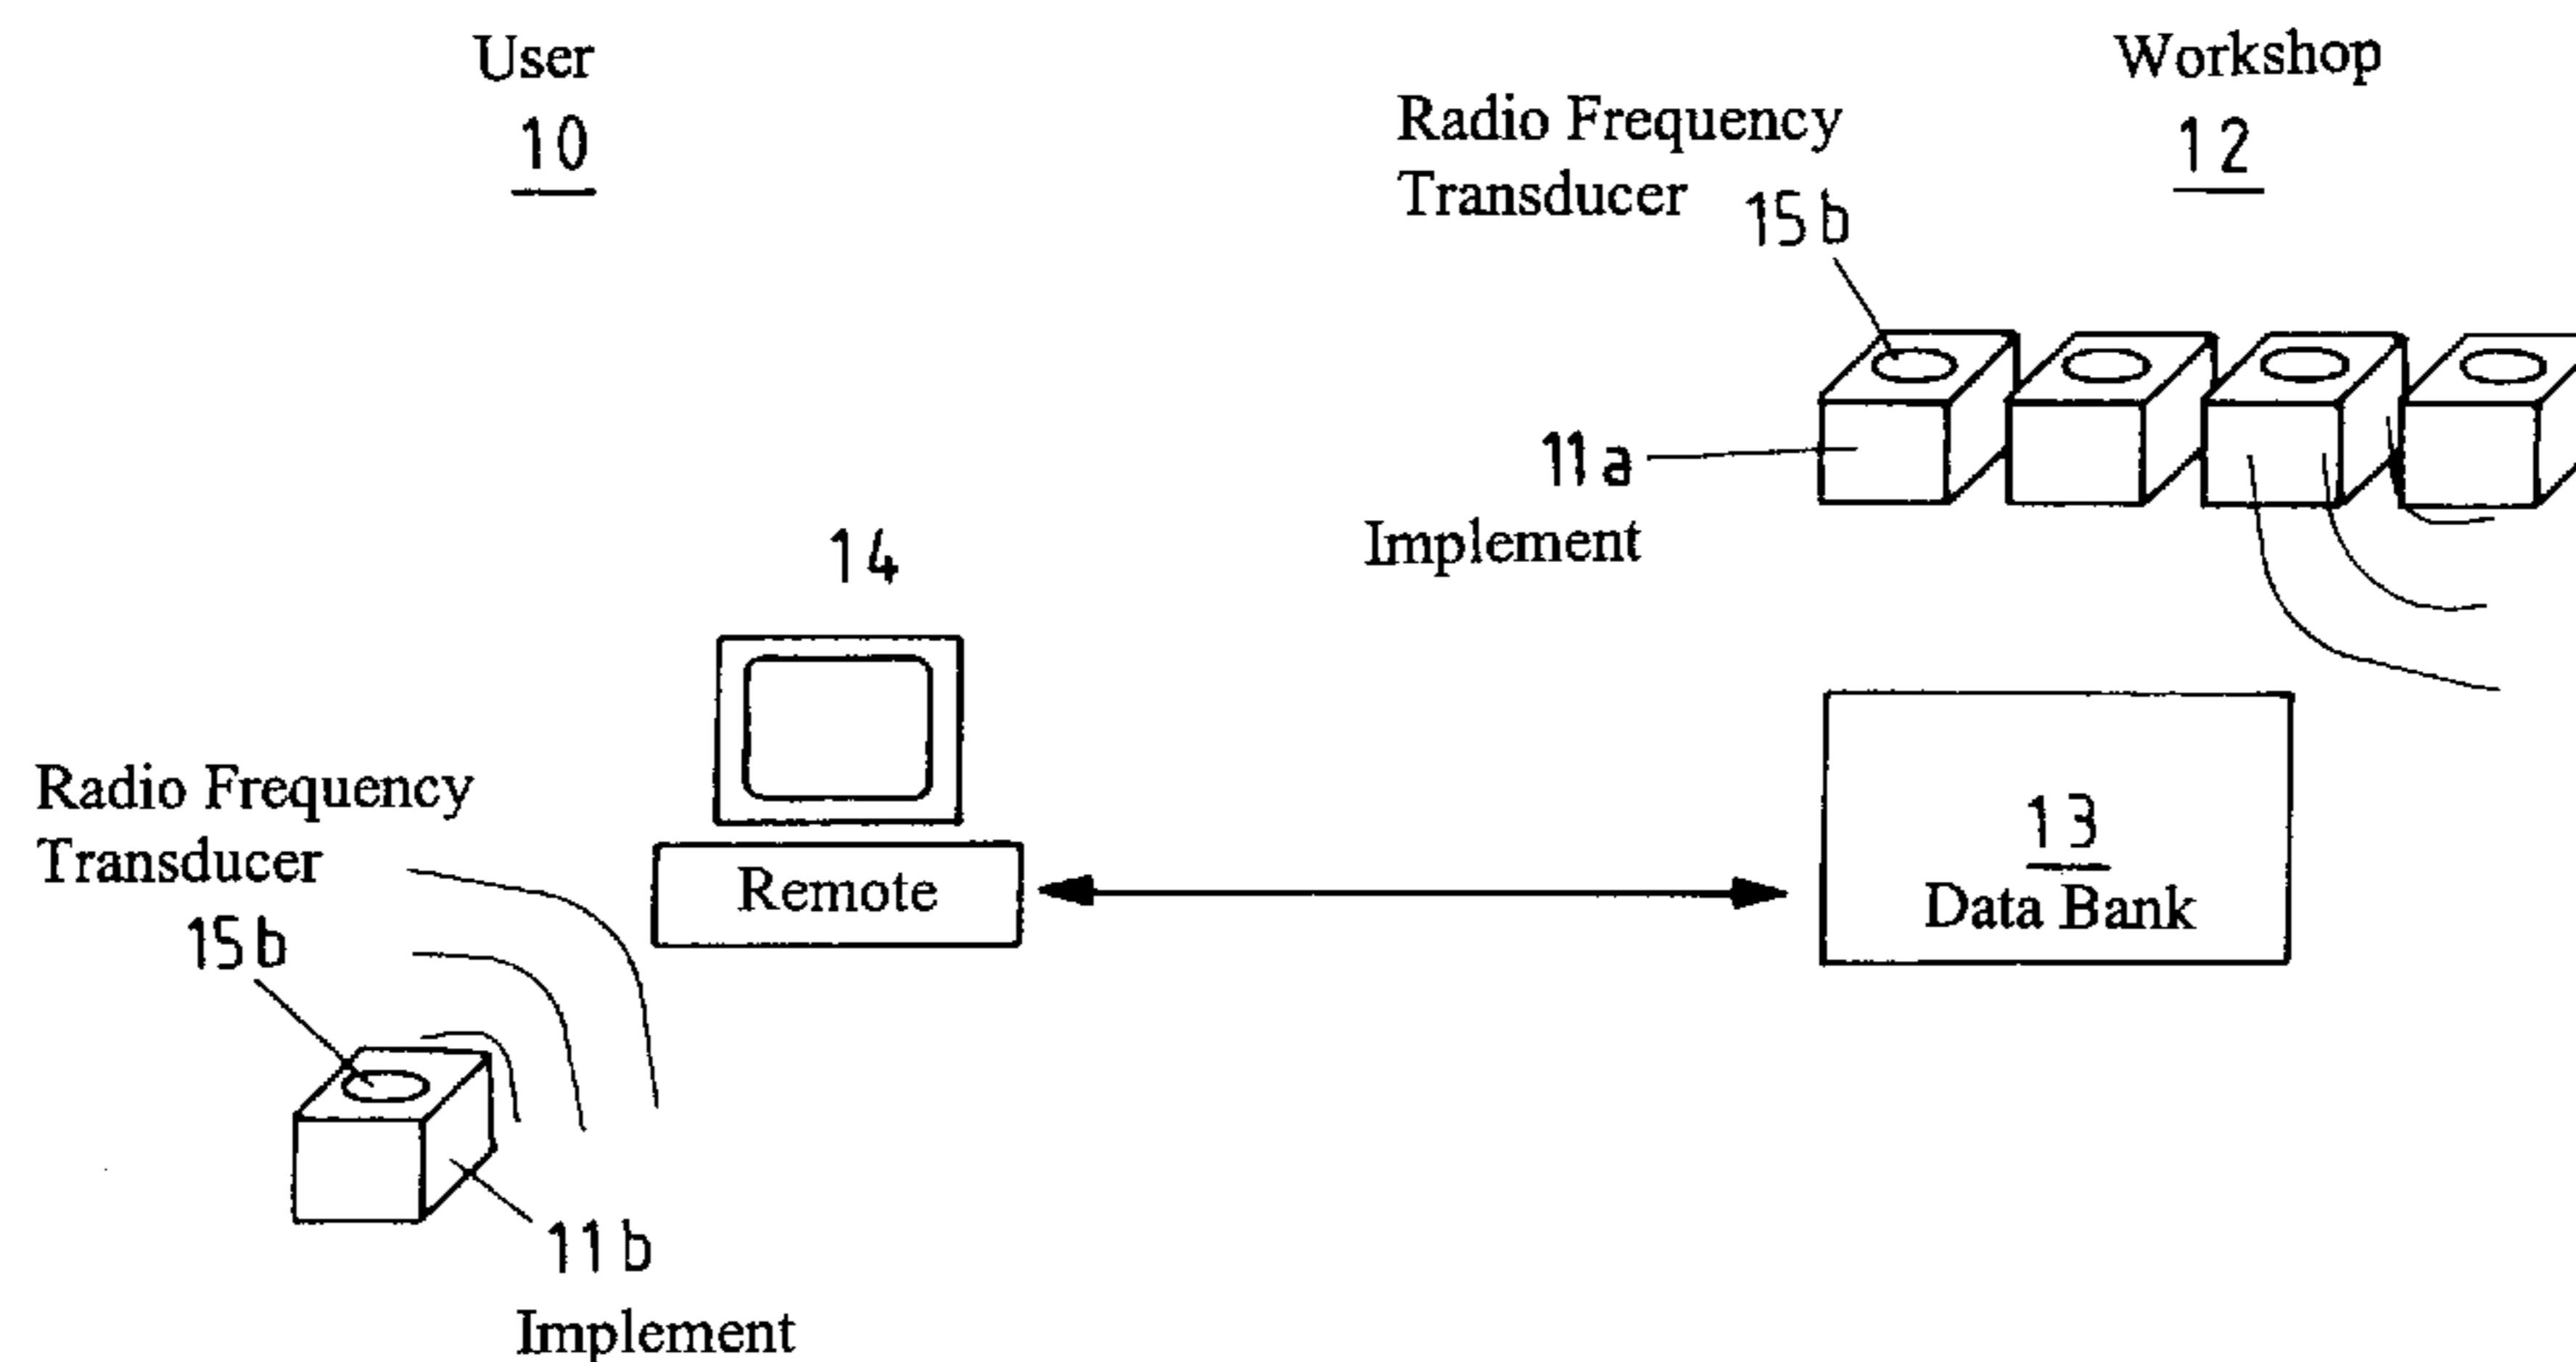 User
10
Workshop
12
Radio Frequency
Transducer
15b
11a
Implement
14
Remote
13
Data Bank
Radio Frequency
Transducer
15b
11b
Implement